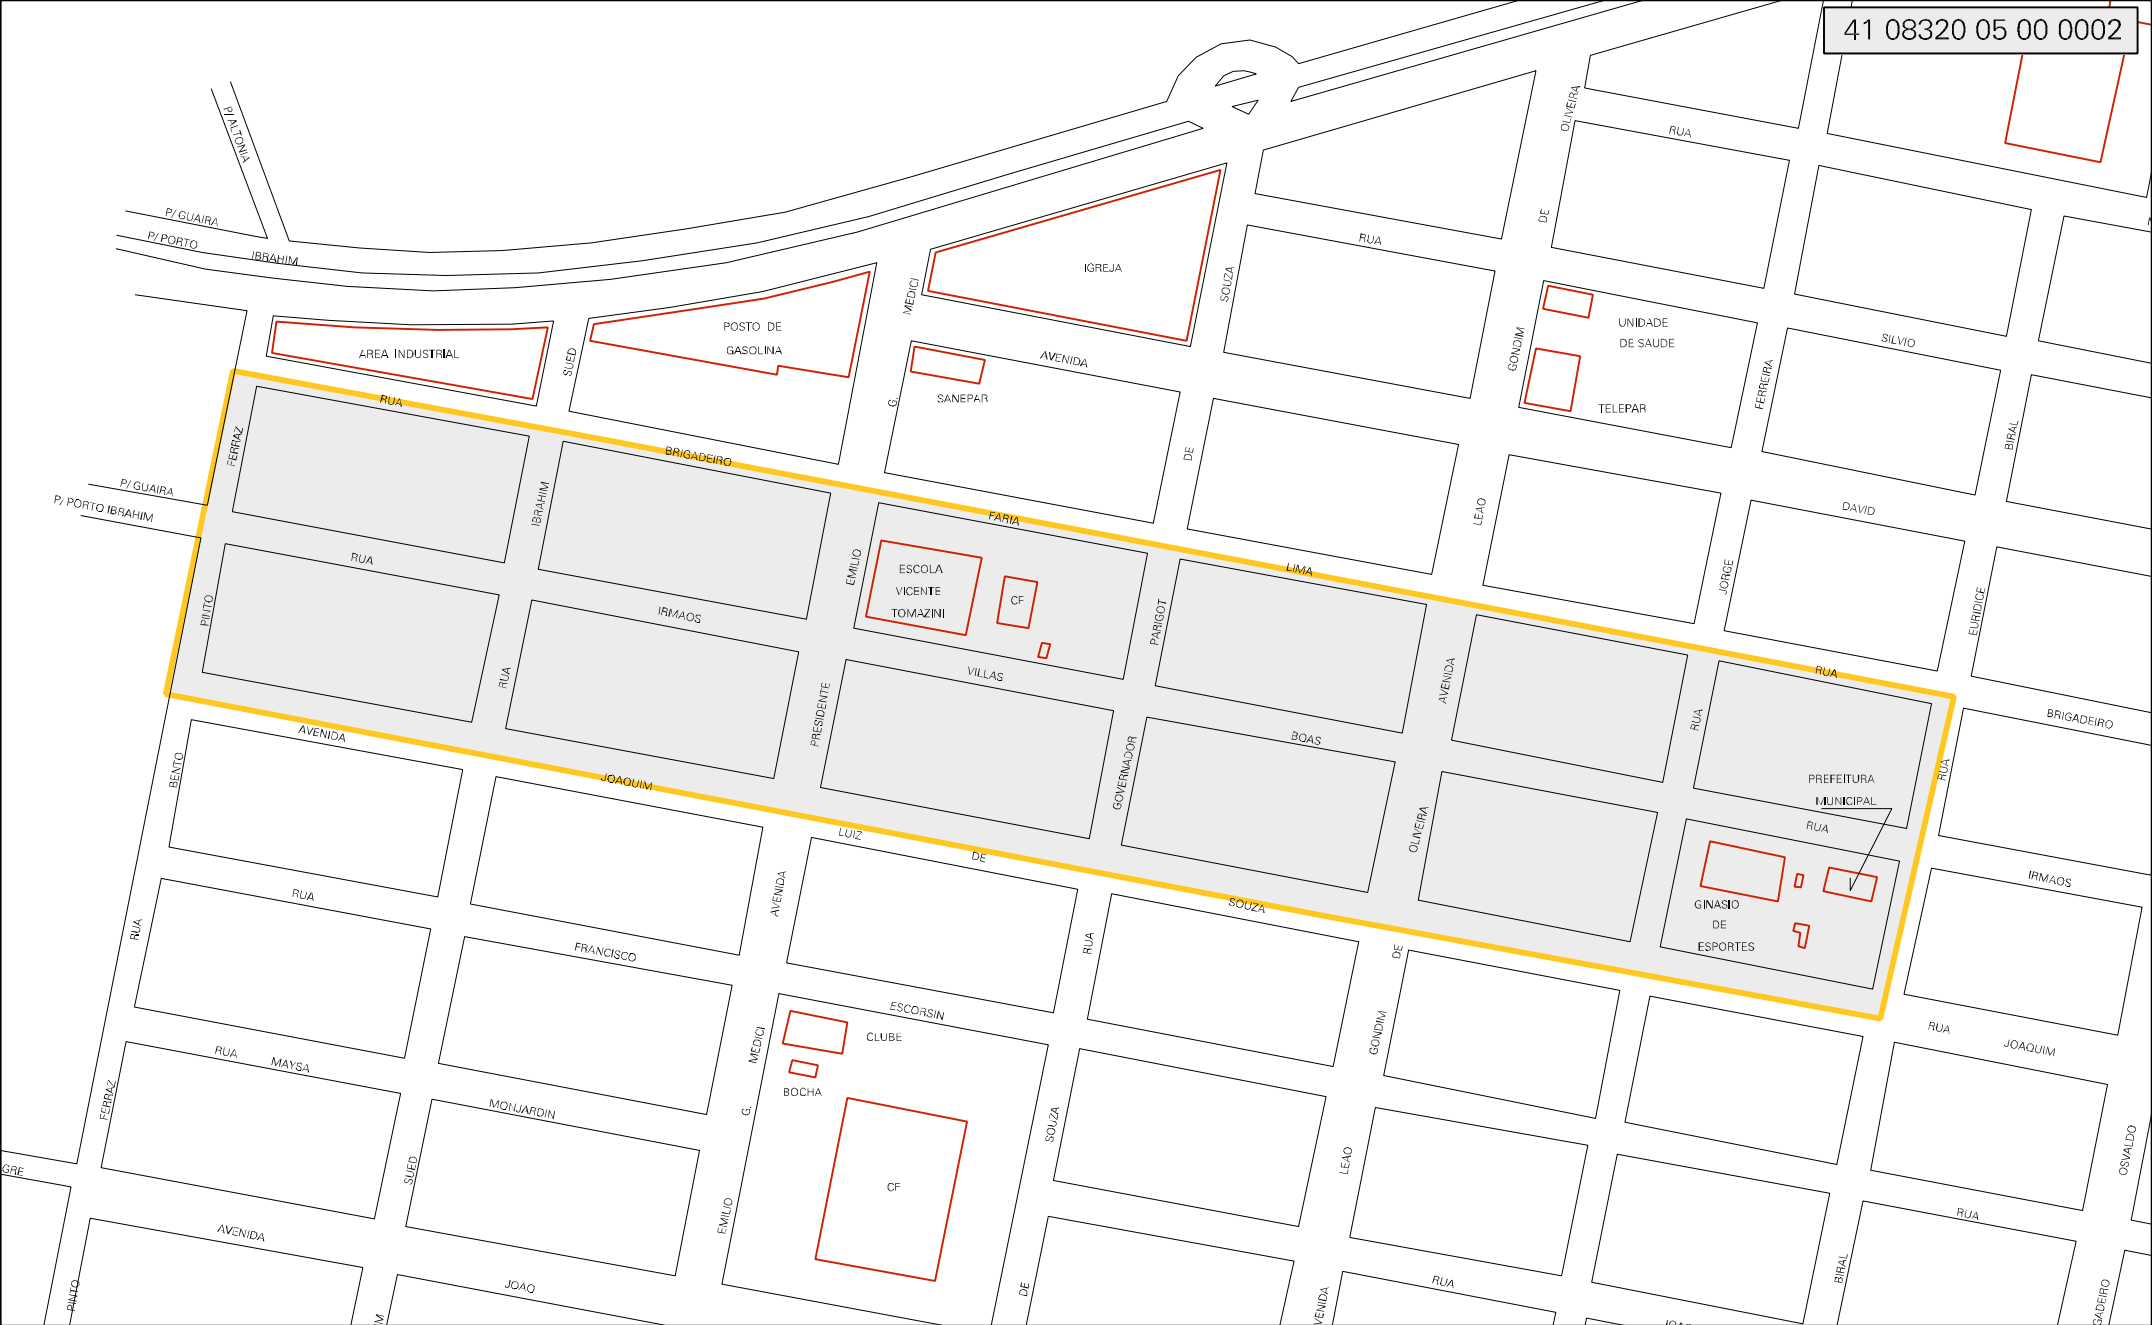 41 08320 05 00 0002
P/ ALTONIA
P/ GUAIRA
P/ PORTO
IBRAHIM
OLIVEIRA
RUA
DE
RUA
IGREJA
SOUZA
MEDICI
POSTO DE
GASOLINA
AREA INDUSTRIAL
SUED
UNIDADE
DE SAUDE
GONDIM
SILVIO
AVENIDA
G.
SANEPAR
TELEPAR
FERREIRA
RUA
BRIGADEIRO
FERRAZ
DE
BIRAL
P/ GUAIRA
P/ PORTO IBRAHIM
IBRAHIM
FARIA
LEAO
DAVID
RUA
EMILIO
ESCOLA
VICENTE
TOMAZINI
CF
LIMA
JORGE
EURIDICE
PINTO
IRMAOS
PARIGOT
RUA
VILLAS
AVENIDA
RUA
PRESIDENTE
RUA
BRIGADEIRO
AVENIDA
BENTO
JOAQUIM
GOVERNADOR
BOAS
RUA
PREFEITURA
MUNICIPAL
LUIZ
DE
OLIVEIRA
RUA
AVENIDA
RUA
IRMAOS
SOUZA
GINASIO
DE
ESPORTES
RUA
FRANCISCO
RUA
DE
ESCORSIN
CLUBE
BOCHA
MEDICI
GONDIM
RUA
JOAQUIM
RUA
MAYSA
FERRAZ
MONJARDIN
G.
SOUZA
LEAO
OSVALDO
GRE
SUED
CF
EMILIO
RUA
AVENIDA
PINTO
JOAQ
DE
RUA
BIRAL
VENIDA
GADEIRO